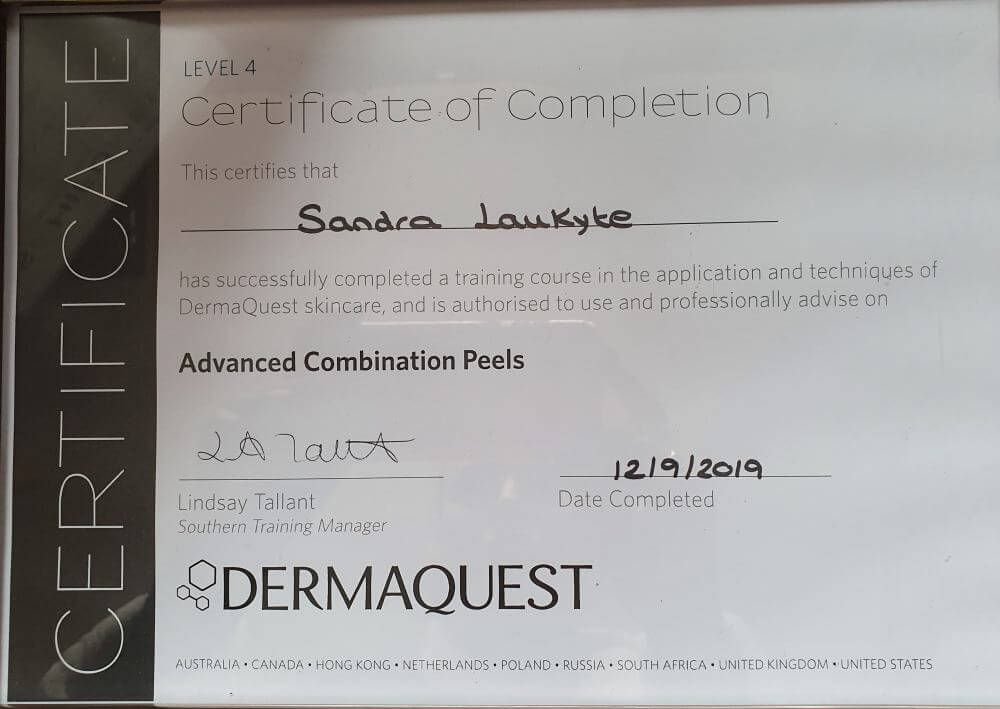 CERTIFICATE
LEVEL 4
Certificate of Completion
This certifies that
Sandra Laukyte
has successfully completed a training course in the application and techniques of
DermaQuest skincare, and is authorised to use and professionally advise on
Advanced Combination Peels
LA Tallant
12/9/2019
Lindsay Tallant
Date Completed
Southern Training Manager
DERMAQUEST
AUSTRALIA • CANADA • HONG KONG • NETHERLANDS • POLAND • RUSSIA • SOUTH AFRICA • UNITED KINGDOM • UNITED STATES